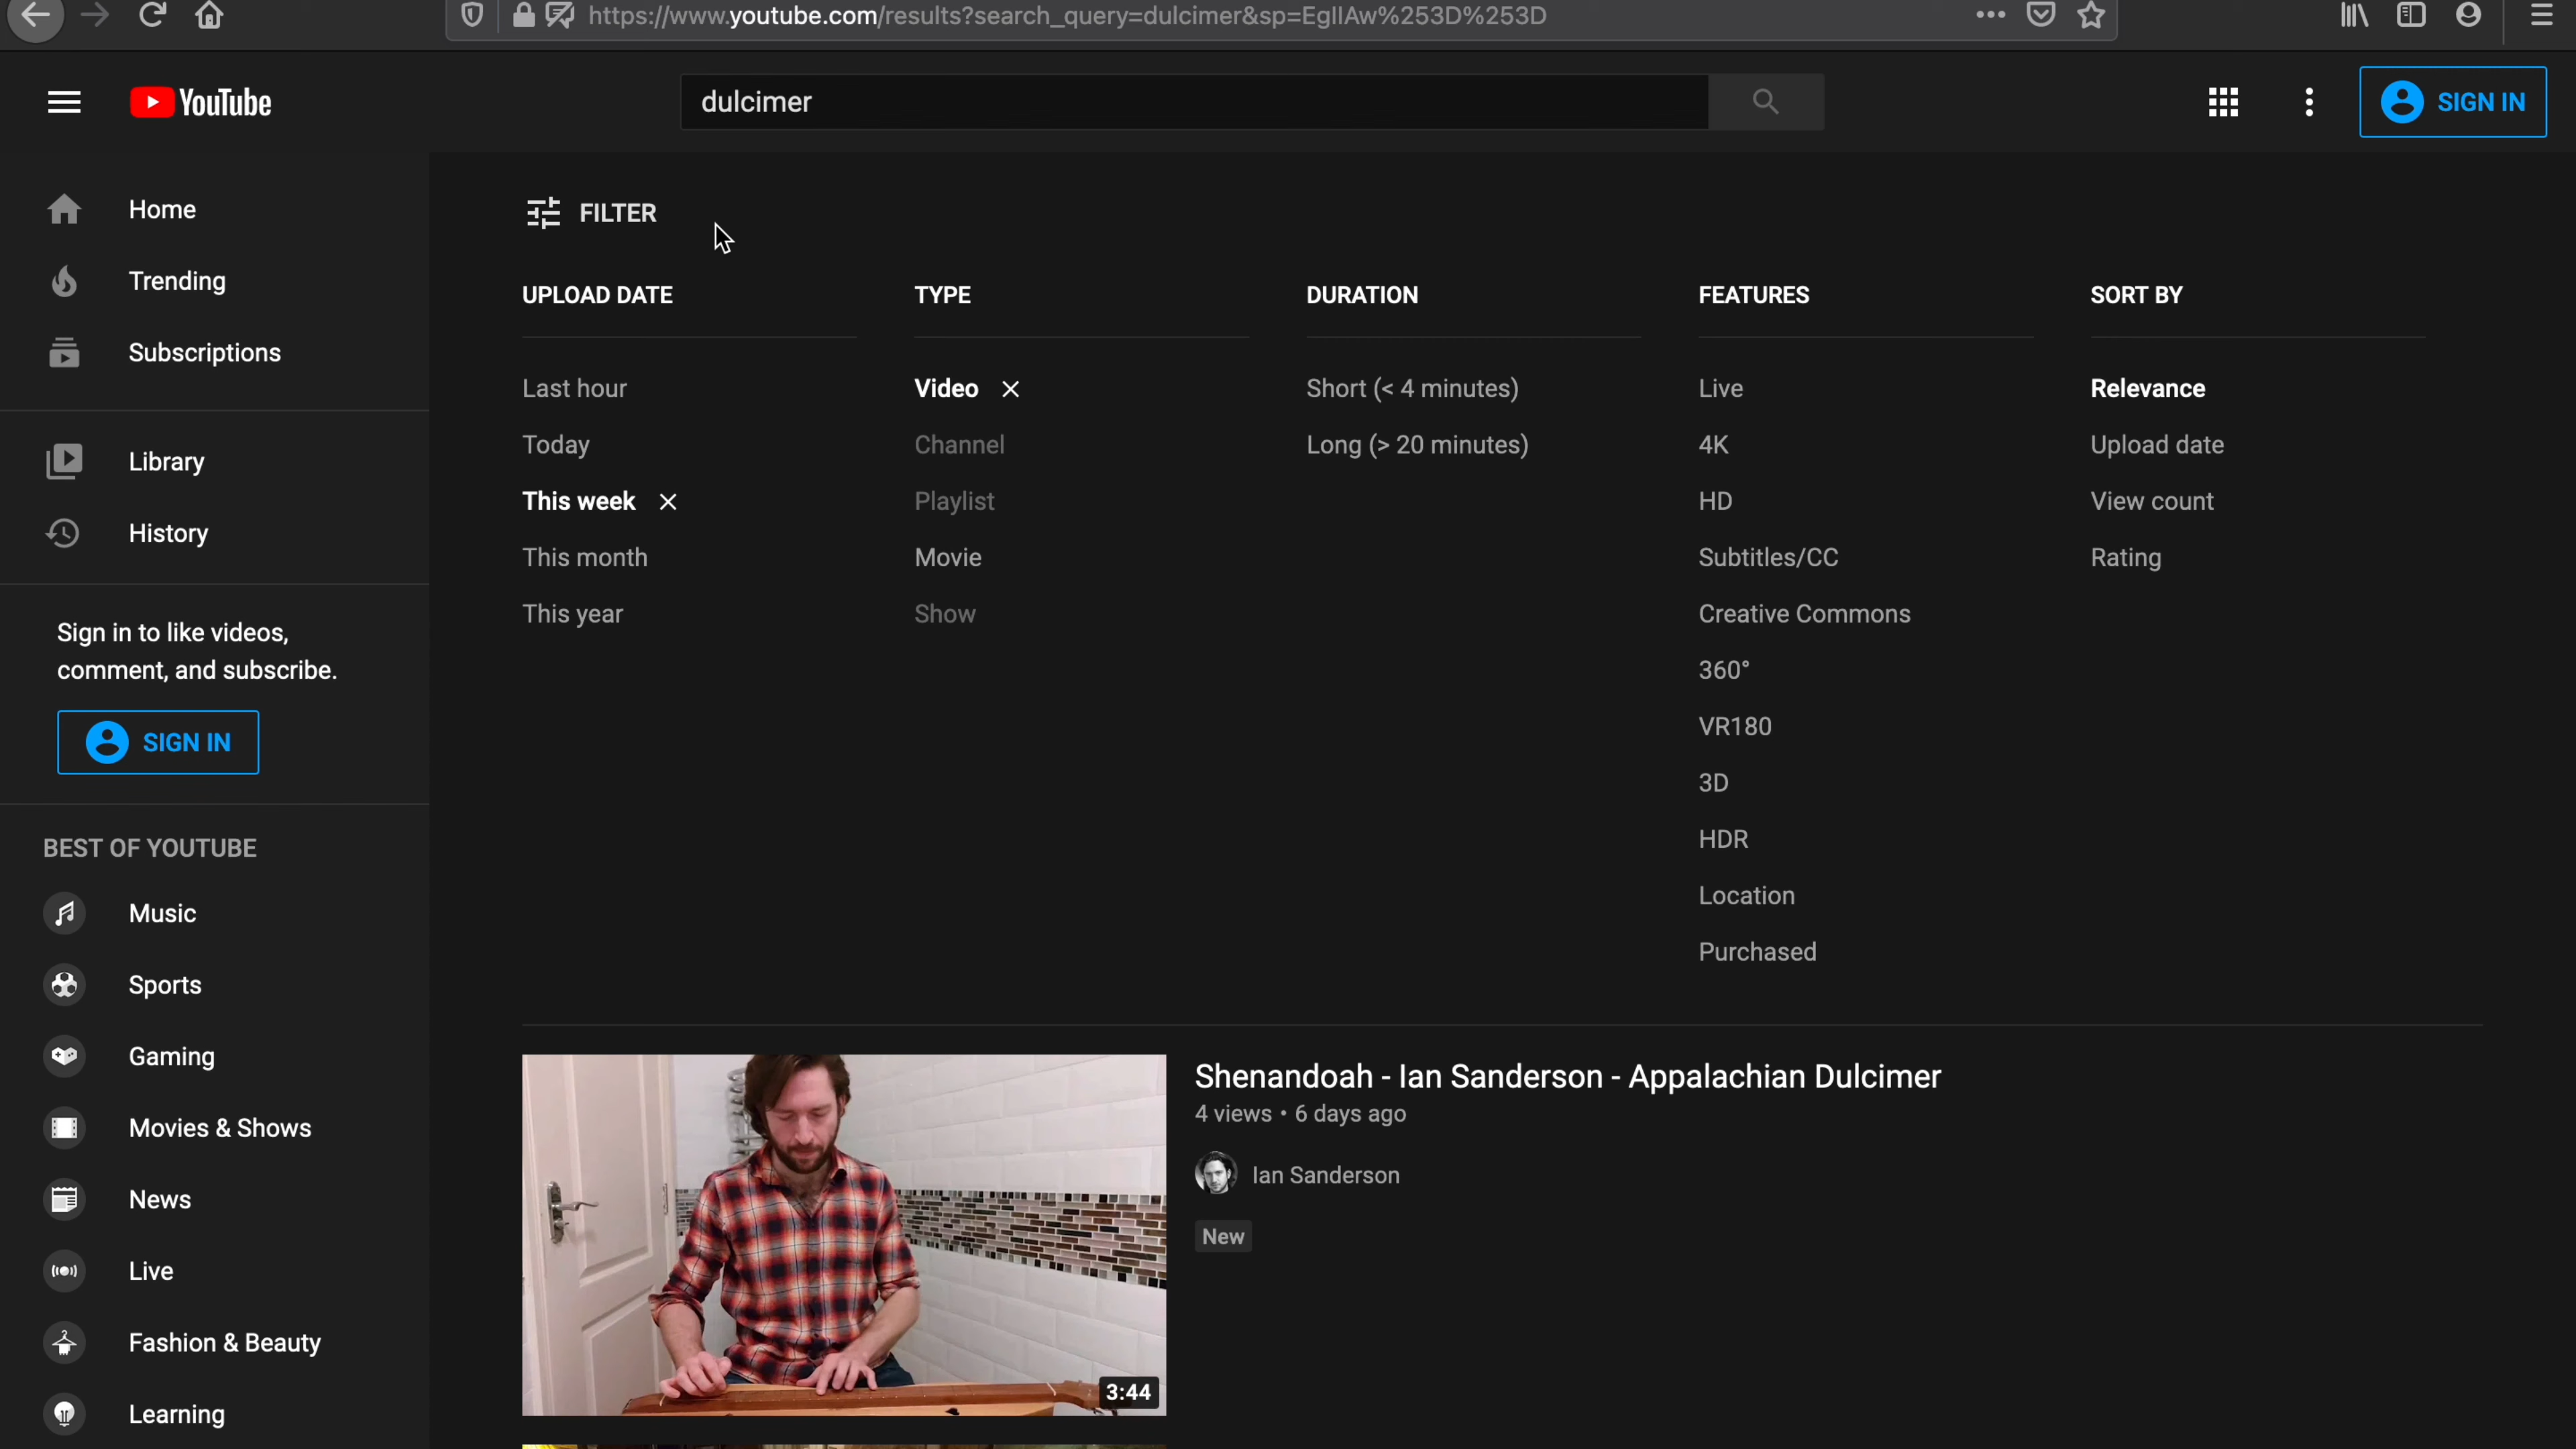 https://www.youtube.com/results?search_query=dulcimer&sp=EgIIAw%253D%253D
YouTube
dulcimer
SIGN IN
Home
Trending
Subscriptions
Library
History
Sign in to like videos,
comment, and subscribe.
SIGN IN
BEST OF YOUTUBE
Music
Sports
Gaming
Movies & Shows
News
Live
Fashion & Beauty
Learning
FILTER
UPLOAD DATE
Last hour
Today
This week
This month
This year
TYPE
Video
Channel
Playlist
Movie
Show
DURATION
Short (< 4 minutes)
Long (> 20 minutes)
FEATURES
Live
4K
HD
Subtitles/CC
Creative Commons
360°
VR180
3D
HDR
Location
Purchased
SORT BY
Relevance
Upload date
View count
Rating
3:44
Shenandoah - Ian Sanderson - Appalachian Dulcimer
4 views • 6 days ago
Ian Sanderson
New